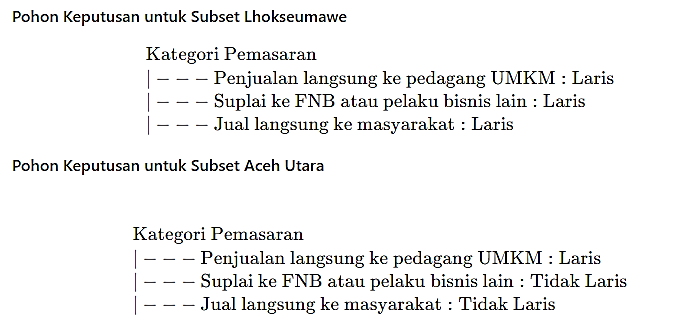 Pohon Keputusan untuk Subset Lhokseumawe
Kategori Pemasaran
|−−−Penjualan langsung ke pedagang UMKM : Laris
|−−−Suplai ke FNB atau pelaku bisnis lain : Laris
|−−−Jual langsung ke masyarakat : Laris
Pohon Keputusan untuk Subset Aceh Utara
Kategori Pemasaran
|−−−Penjualan langsung ke pedagang UMKM : Laris
|−−−Suplai ke FNB atau pelaku bisnis lain : Tidak Laris
|−−−Jual langsung ke masyarakat : Tidak Laris